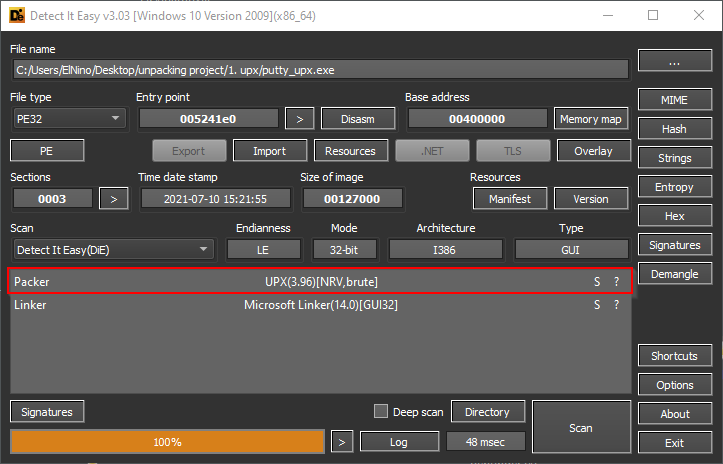 Detect It Easy v3.03 [Windows 10 Version 2009](x86_64)
File name
C:/Users/ElNino/Desktop/unpacking project/1. upx/putty_upx.exe
...
File type
Entry point
Base address
PE32
005241e0
>
Disasm
00400000
Memory map
MIME
PE
Export
Import
Resources
.NET
TLS
Overlay
Hash
Strings
Sections
Time date stamp
Size of image
Resources
Entropy
0003
>
2021-07-10 15:21:55
00127000
Manifest
Version
Hex
Scan
Endianness
Mode
Architecture
Type
Detect It Easy(DiE)
LE
32-bit
I386
GUI
Signatures
Demangle
Packer UPX(3.96)[NRV,brute] S ?
Linker Microsoft Linker(14.0)[GUI32] S ?
Shortcuts
Options
Signatures
Deep scan
Directory
Scan
About
100%
>
Log
48 msec
Exit